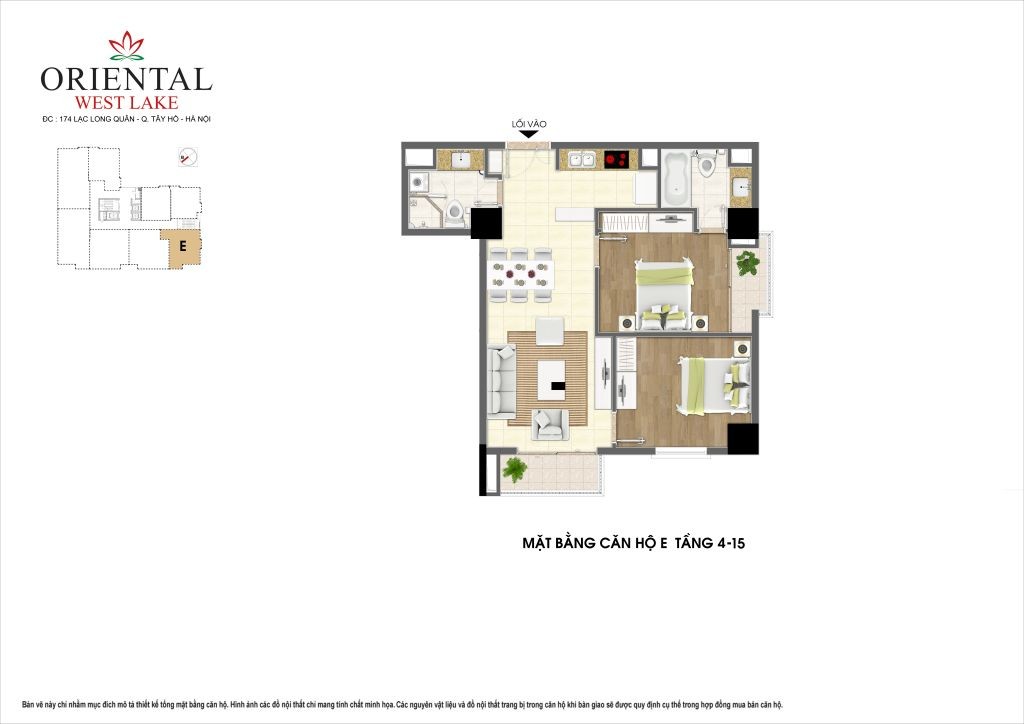 ORIENTAL
WEST LAKE
ĐC : 174 LẠC LONG QUÂN - Q. TÂY HỒ - HÀ NỘI
LỐI VÀO
E
MẶT BẰNG CĂN HỘ E TẦNG 4-15
Bản vẽ này chỉ nhằm mục đích mô tả thiết kế tổng mặt bằng căn hộ. Hình ảnh các đồ nội thất chỉ mang tính chất minh họa. Các nguyên vật liệu và đồ nội thất trang bị trong căn hộ khi bàn giao sẽ được quy định cụ thể trong hợp đồng mua bán căn hộ.